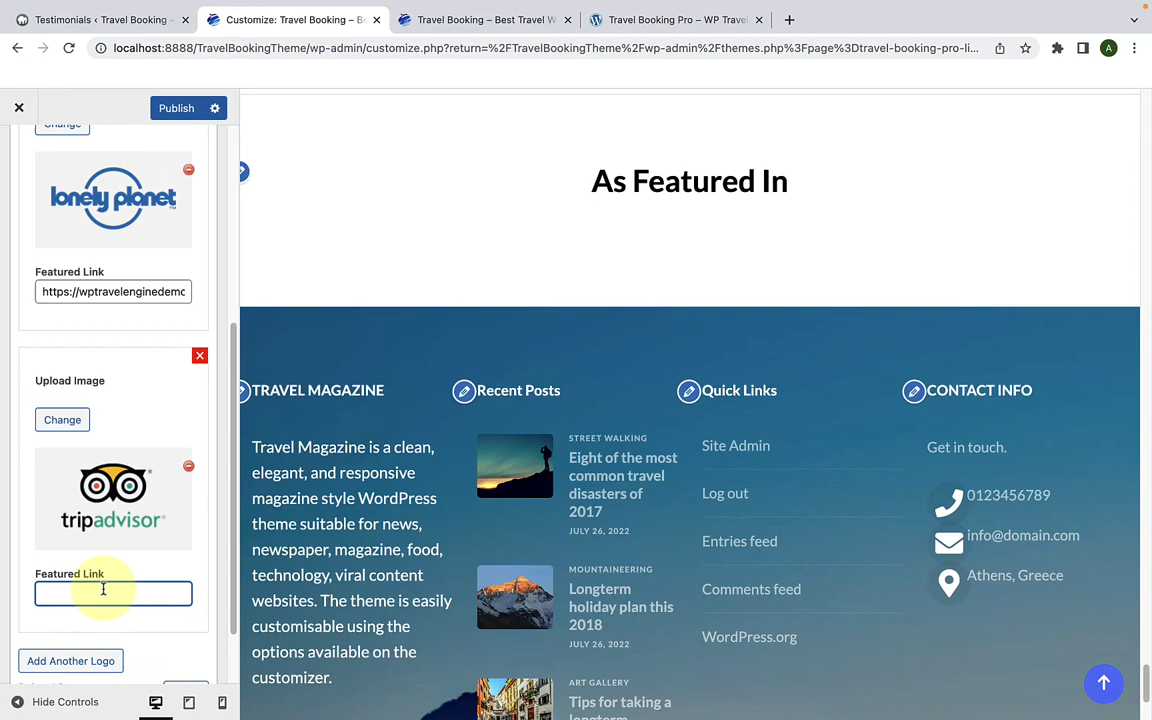 Testimonials ‹ Travel Booking –
Customize: Travel Booking – B
Travel Booking – Best Travel W
Travel Booking Pro – WP Trave
localhost:8888/TravelBookingTheme/wp-admin/customize.php?return=%2FTravelBookingTheme%2Fwp-admin%2Fthemes.php%3Fpage%3Dtravel-booking-pro-li...
A
Publish
Change
lonely planet
TM
Featured Link
https://wptravelenginedemo
Upload Image
Change
tripadvisor®
Featured Link
Add Another Logo
Hide Controls
As Featured In
TRAVEL MAGAZINE
Travel Magazine is a clean,
elegant, and responsive
magazine style WordPress
theme suitable for news,
newspaper, magazine, food,
technology, viral content
websites. The theme is easily
customisable using the
options available on the
customizer.
Recent Posts
STREET WALKING
Eight of the most
common travel
disasters of
2017
JULY 26, 2022
MOUNTAINEERING
Longterm
holiday plan this
2018
JULY 26, 2022
ART GALLERY
Tips for taking a
longterm
Quick Links
Site Admin
Log out
Entries feed
Comments feed
WordPress.org
CONTACT INFO
Get in touch.
0123456789
info@domain.com
Athens, Greece